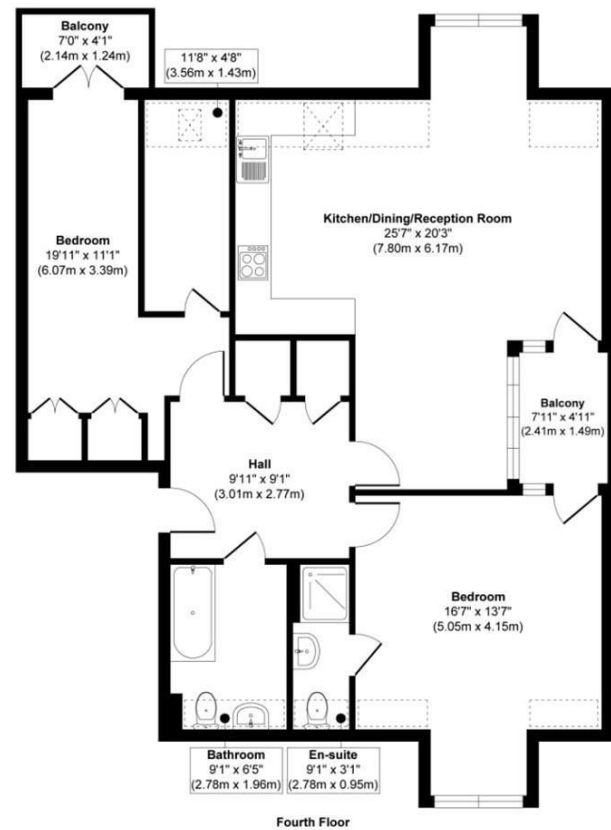 Balcony
7'0" x 4'1"
(2.14m x 1.24m)
11'8" x 4'8"
(3.56m x 1.43m)
Kitchen/Dining/Reception Room
25'7" x 20'3"
(7.80m x 6.17m)
Bedroom
19'11" x 11'1"
(6.07m x 3.39m)
Balcony
7'11" x 4'11"
(2.41m x 1.49m)
Hall
9'11" x 9'1"
(3.01m x 2.77m)
Bedroom
16'7" x 13'7"
(5.05m x 4.15m)
Bathroom
9'1" x 6'5"
(2.78m x 1.96m)
En-suite
9'1" x 3'1"
(2.78m x 0.95m)
Fourth Floor